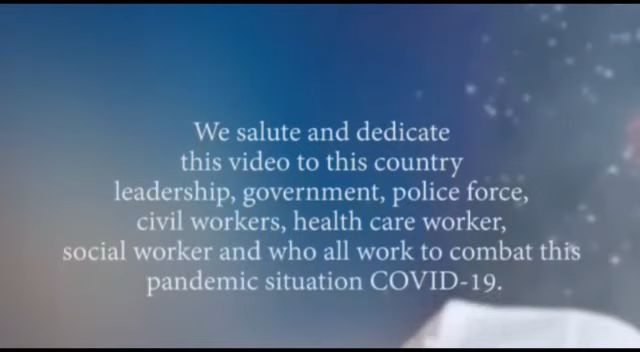 We salute and dedicate
this video to this country
leadership, government, police force,
civil workers, health care worker,
social worker and who all work to combat this
pandemic situation COVID-19.